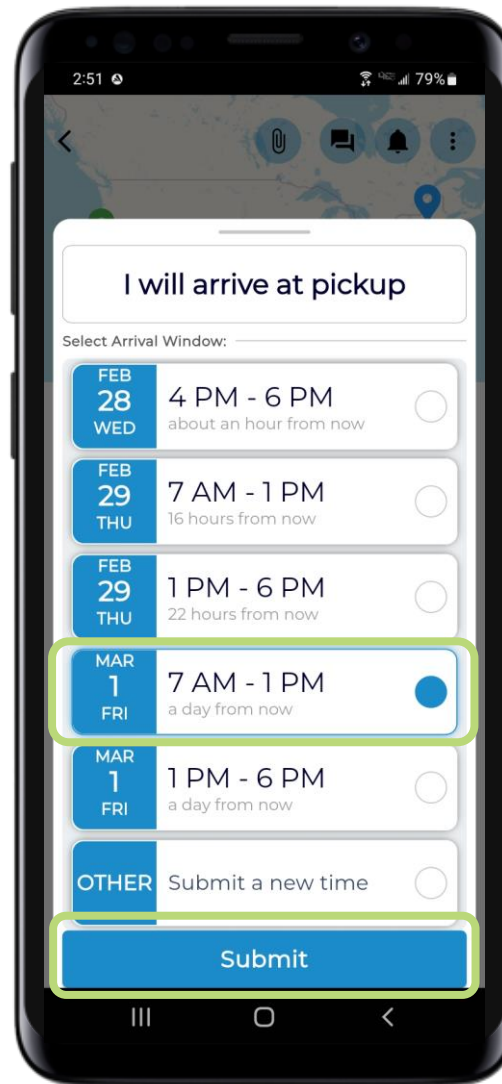 2:51
79%
I will arrive at pickup
Select Arrival Window:
FEB
28
WED
4 PM - 6 PM
about an hour from now
FEB
29
THU
7 AM - 1 PM
16 hours from now
FEB
29
THU
1 PM - 6 PM
22 hours from now
MAR
1
FRI
7 AM - 1 PM
a day from now
MAR
1
FRI
1 PM - 6 PM
a day from now
OTHER
Submit a new time
Submit